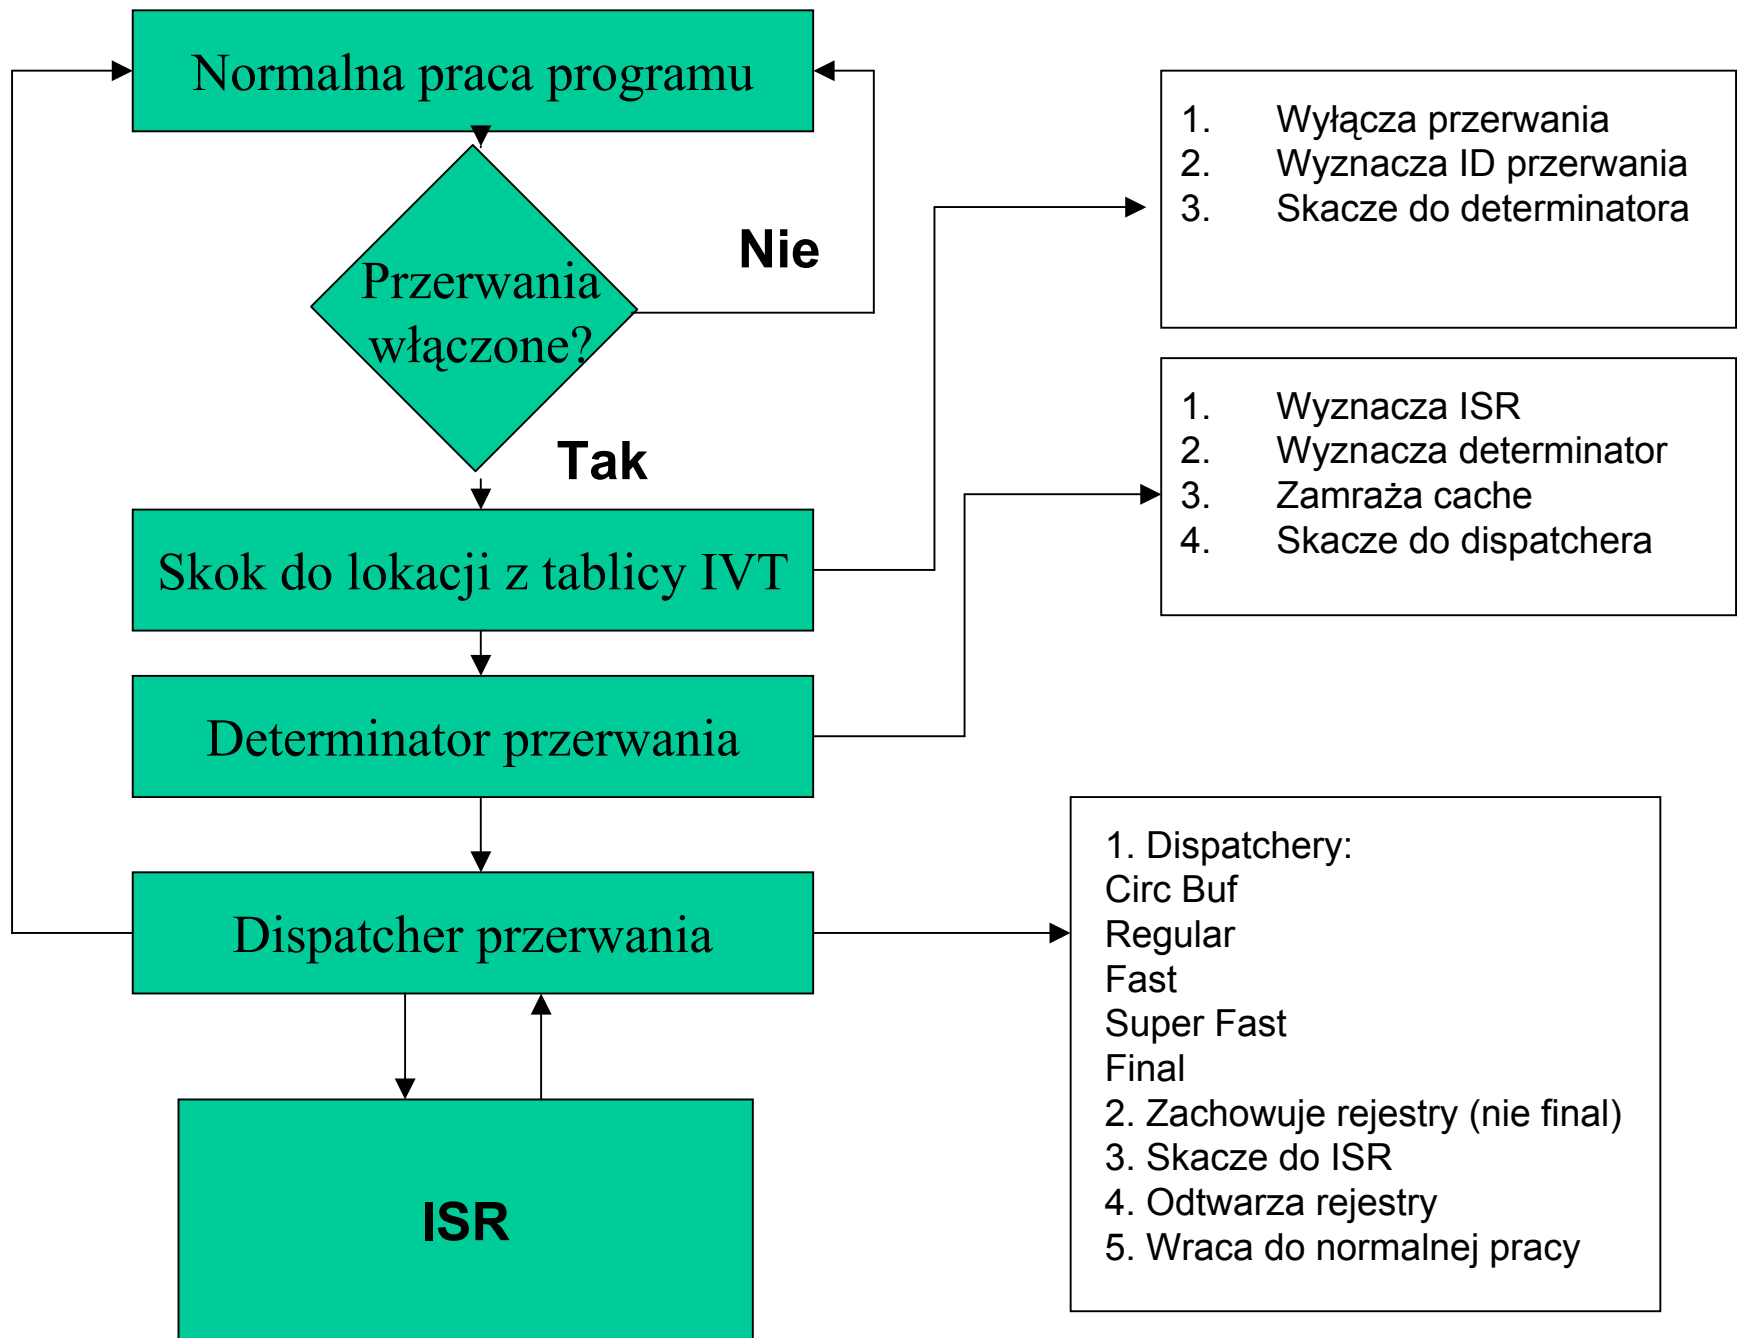 Normalna praca programu
Przerwania
włączone?
Nie
Tak
Skok do lokacji z tablicy IVT
Determinator przerwania
Dispatcher przerwania
ISR
1. Wyłącza przerwania
2. Wyznacza ID przerwania
3. Skacze do determinatora
1. Wyznacza ISR
2. Wyznacza determinator
3. Zamraża cache
4. Skacze do dispatchera
1. Dispatchery:
Circ Buf
Regular
Fast
Super Fast
Final
2. Zachowuje rejestry (nie final)
3. Skacze do ISR
4. Odtwarza rejestry
5. Wraca do normalnej pracy